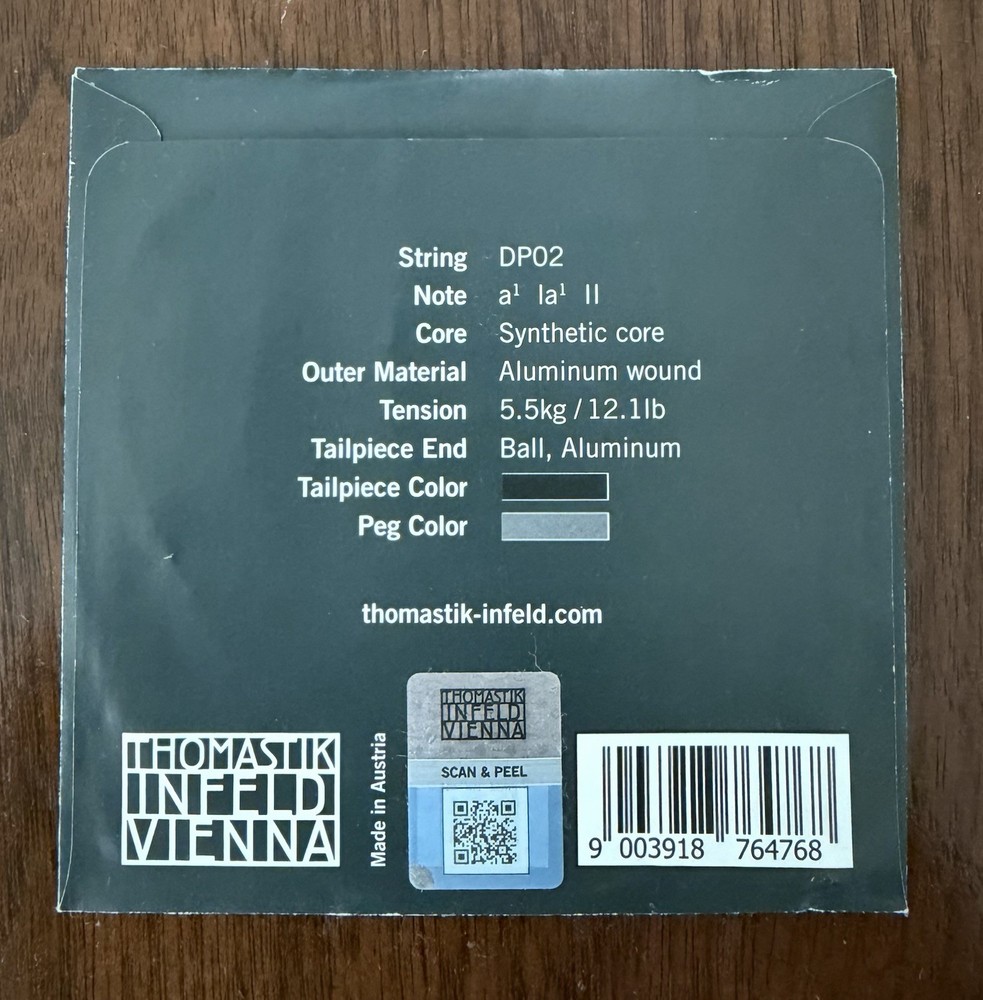 String DP02
Note a¹ la¹ II
Core Synthetic core
Outer Material Aluminum wound
Tension 5.5kg / 12.1lb
Tailpiece End Ball, Aluminum
Tailpiece Color
Peg Color
thomastik-infeld.com
THOMASTIK
INFELD
VIENNA
Made in Austria
THOMASTIK
INFELD
VIENNA
SCAN & PEEL
9 003918 764768